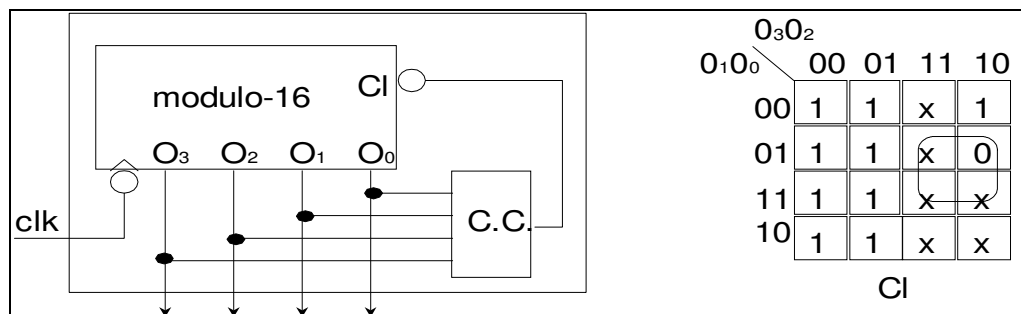 modulo-16
Cl
O₃ O₂ O₁ O₀
clk
C.C.
O₃O₂
O₁O₀
00 01 11 10
00 1 1 x 1
01 1 1 x 0
11 1 1 x x
10 1 1 x x
Cl